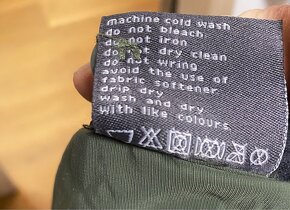 machine cold wash
do not bleach
do not iron
do not dry clean
do not wring
avoid the use of
fabric softener
drip dry
wash and dry
with like colours.